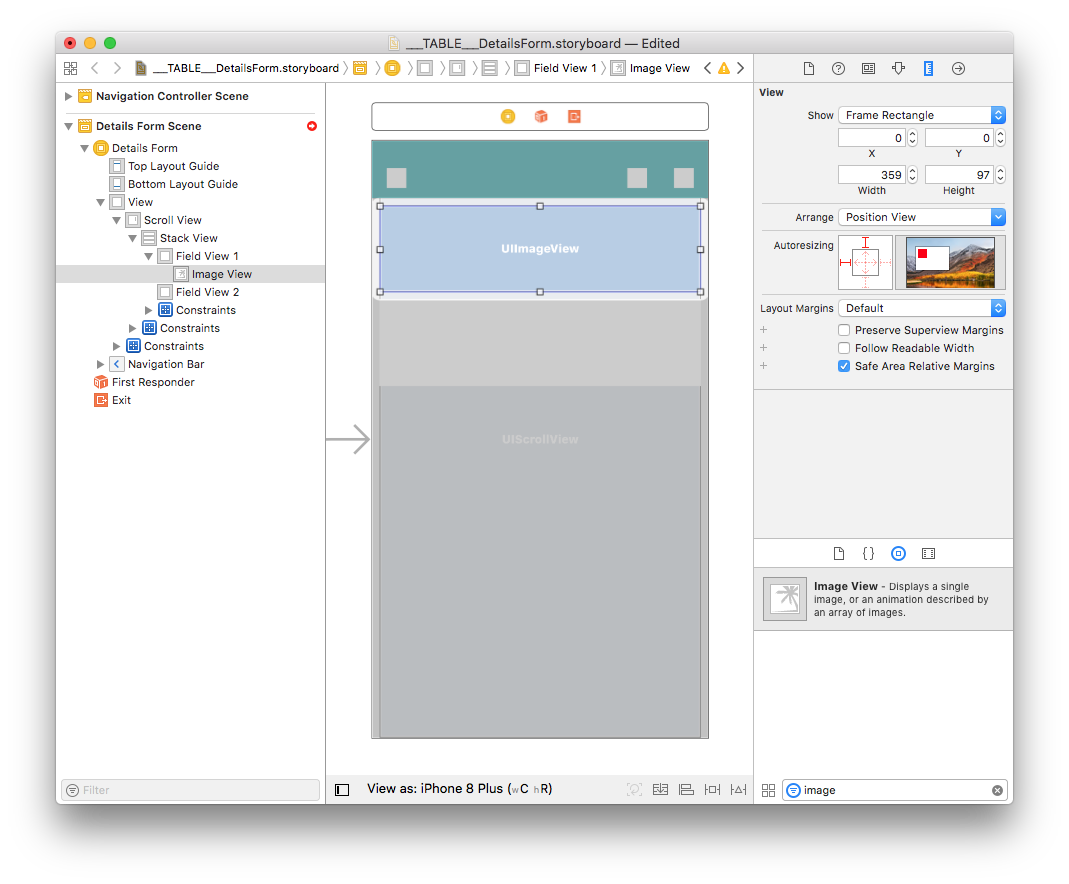 ___TABLE___DetailsForm.storyboard — Edited
___TABLE___DetailsForm.storyboard
Field View 1
Image View
Navigation Controller Scene
Details Form Scene
Details Form
Top Layout Guide
Bottom Layout Guide
View
Scroll View
Stack View
Field View 1
Image View
Field View 2
Constraints
Constraints
Constraints
Navigation Bar
First Responder
Exit
Filter
UIImageView
UIScrollView
View as: iPhone 8 Plus (wC hR)
View
Show Frame Rectangle
0 0
X Y
359 97
Width Height
Arrange Position View
Autoresizing
Layout Margins Default
Preserve Superview Margins
Follow Readable Width
Safe Area Relative Margins
Image View - Displays a single
image, or an animation described by
an array of images.
image